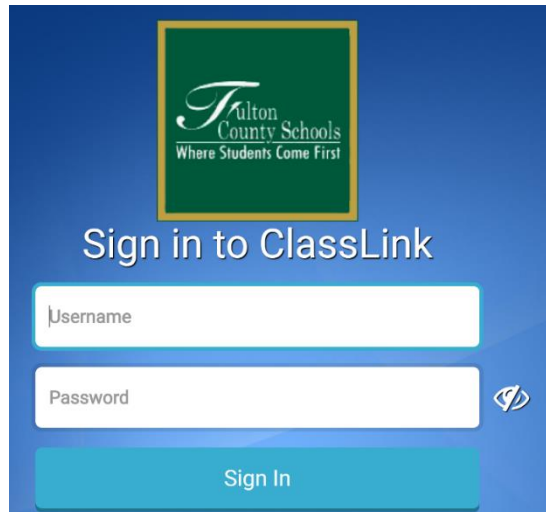 Fulton
County Schools
Where Students Come First
Sign in to ClassLink
Username
Password
Sign In